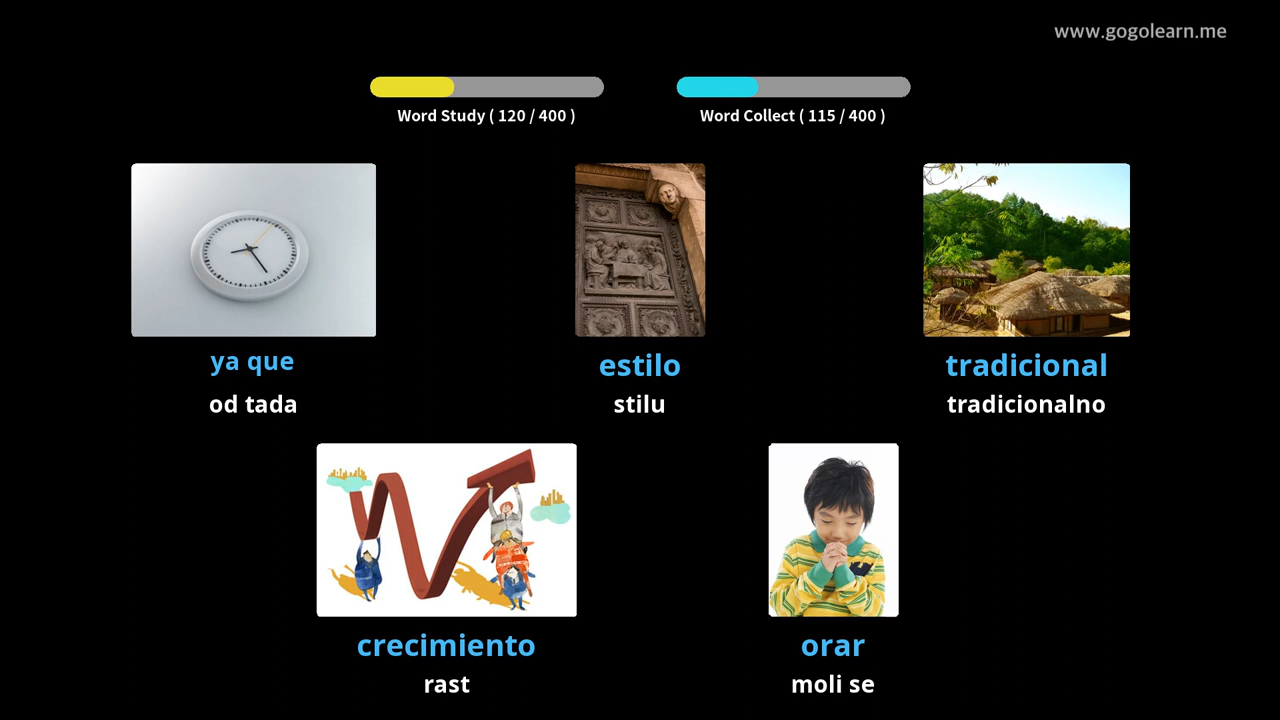 www.gogolearn.me
Word Study ( 120 / 400 )
Word Collect ( 115 / 400 )
ya que
estilo
tradicional
od tada
stilu
tradicionalno
crecimiento
orar
rast
moli se